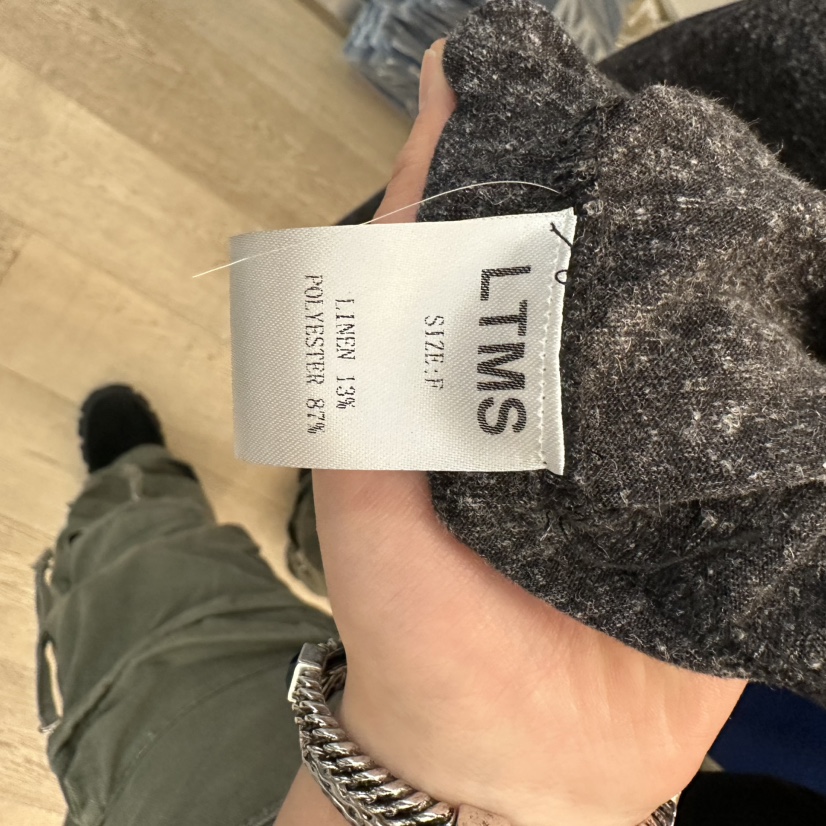 LTMS
SIZE:F
LINEN 13%
POLYESTER 87%